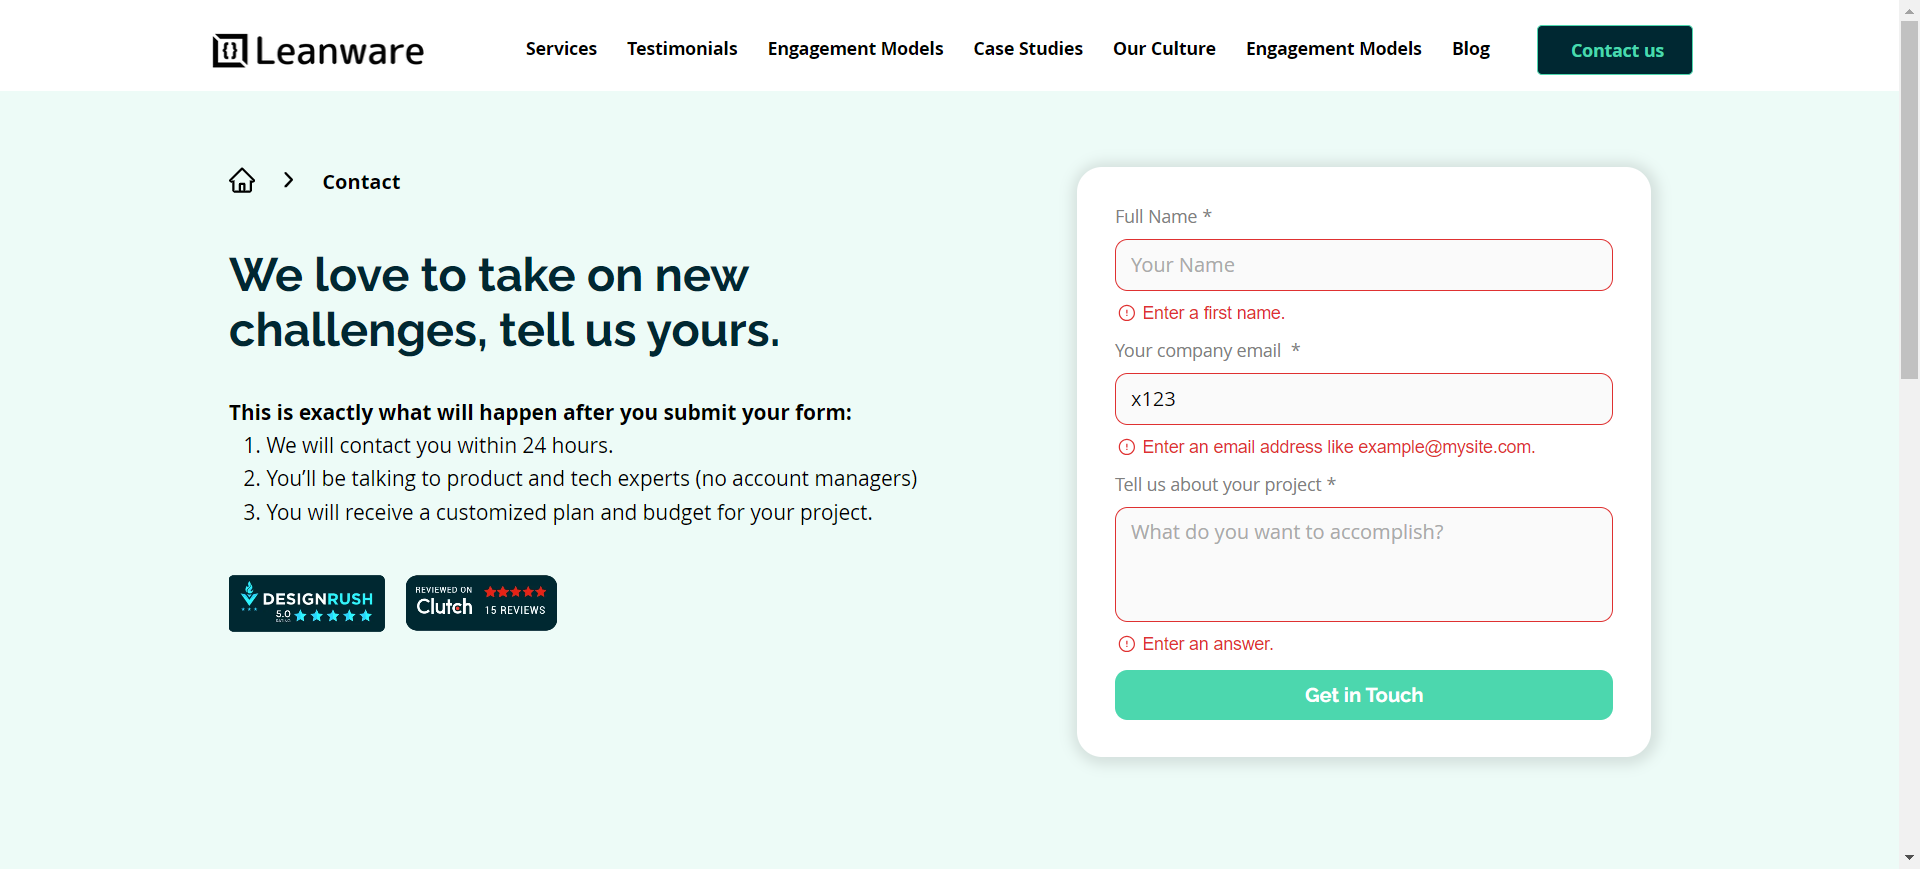 Leanware
Services Testimonials Engagement Models Case Studies Our Culture Engagement Models Blog Contact us
Contact
We love to take on new
challenges, tell us yours.
This is exactly what will happen after you submit your form:
1. We will contact you within 24 hours.
2. You’ll be talking to product and tech experts (no account managers)
3. You will receive a customized plan and budget for your project.
DESIGNRUSH
5.0
RATING
REVIEWED ON
Clutch
15 REVIEWS
Full Name *
Your Name
Enter a first name.
Your company email *
x123
Enter an email address like example@mysite.com.
Tell us about your project *
What do you want to accomplish?
Enter an answer.
Get in Touch